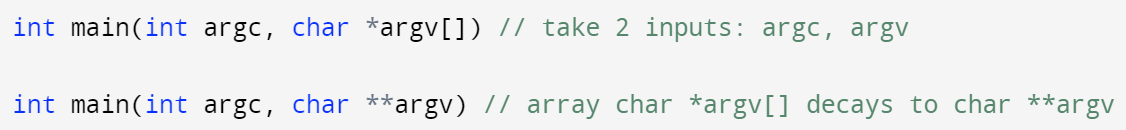 int main(int argc, char *argv[]) // take 2 inputs: argc, argv
int main(int argc, char **argv) // array char *argv[] decays to char **argv